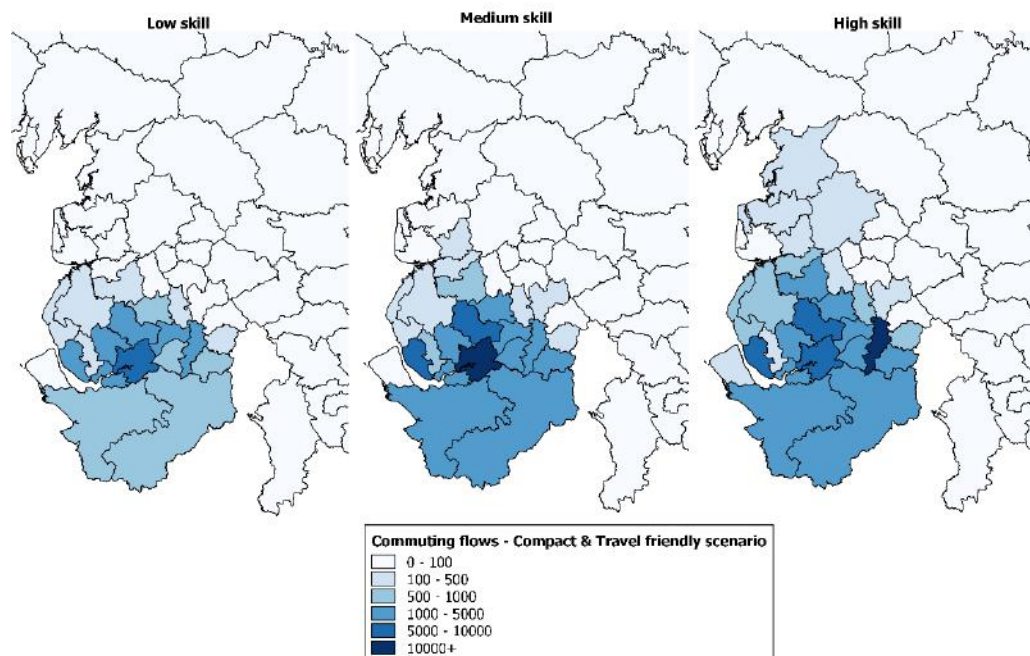 Low skill
Medium skill
High skill
Commuting flows - Compact & Travel friendly scenario
0 - 100
100 - 500
500 - 1000
1000 - 5000
5000 - 10000
10000+